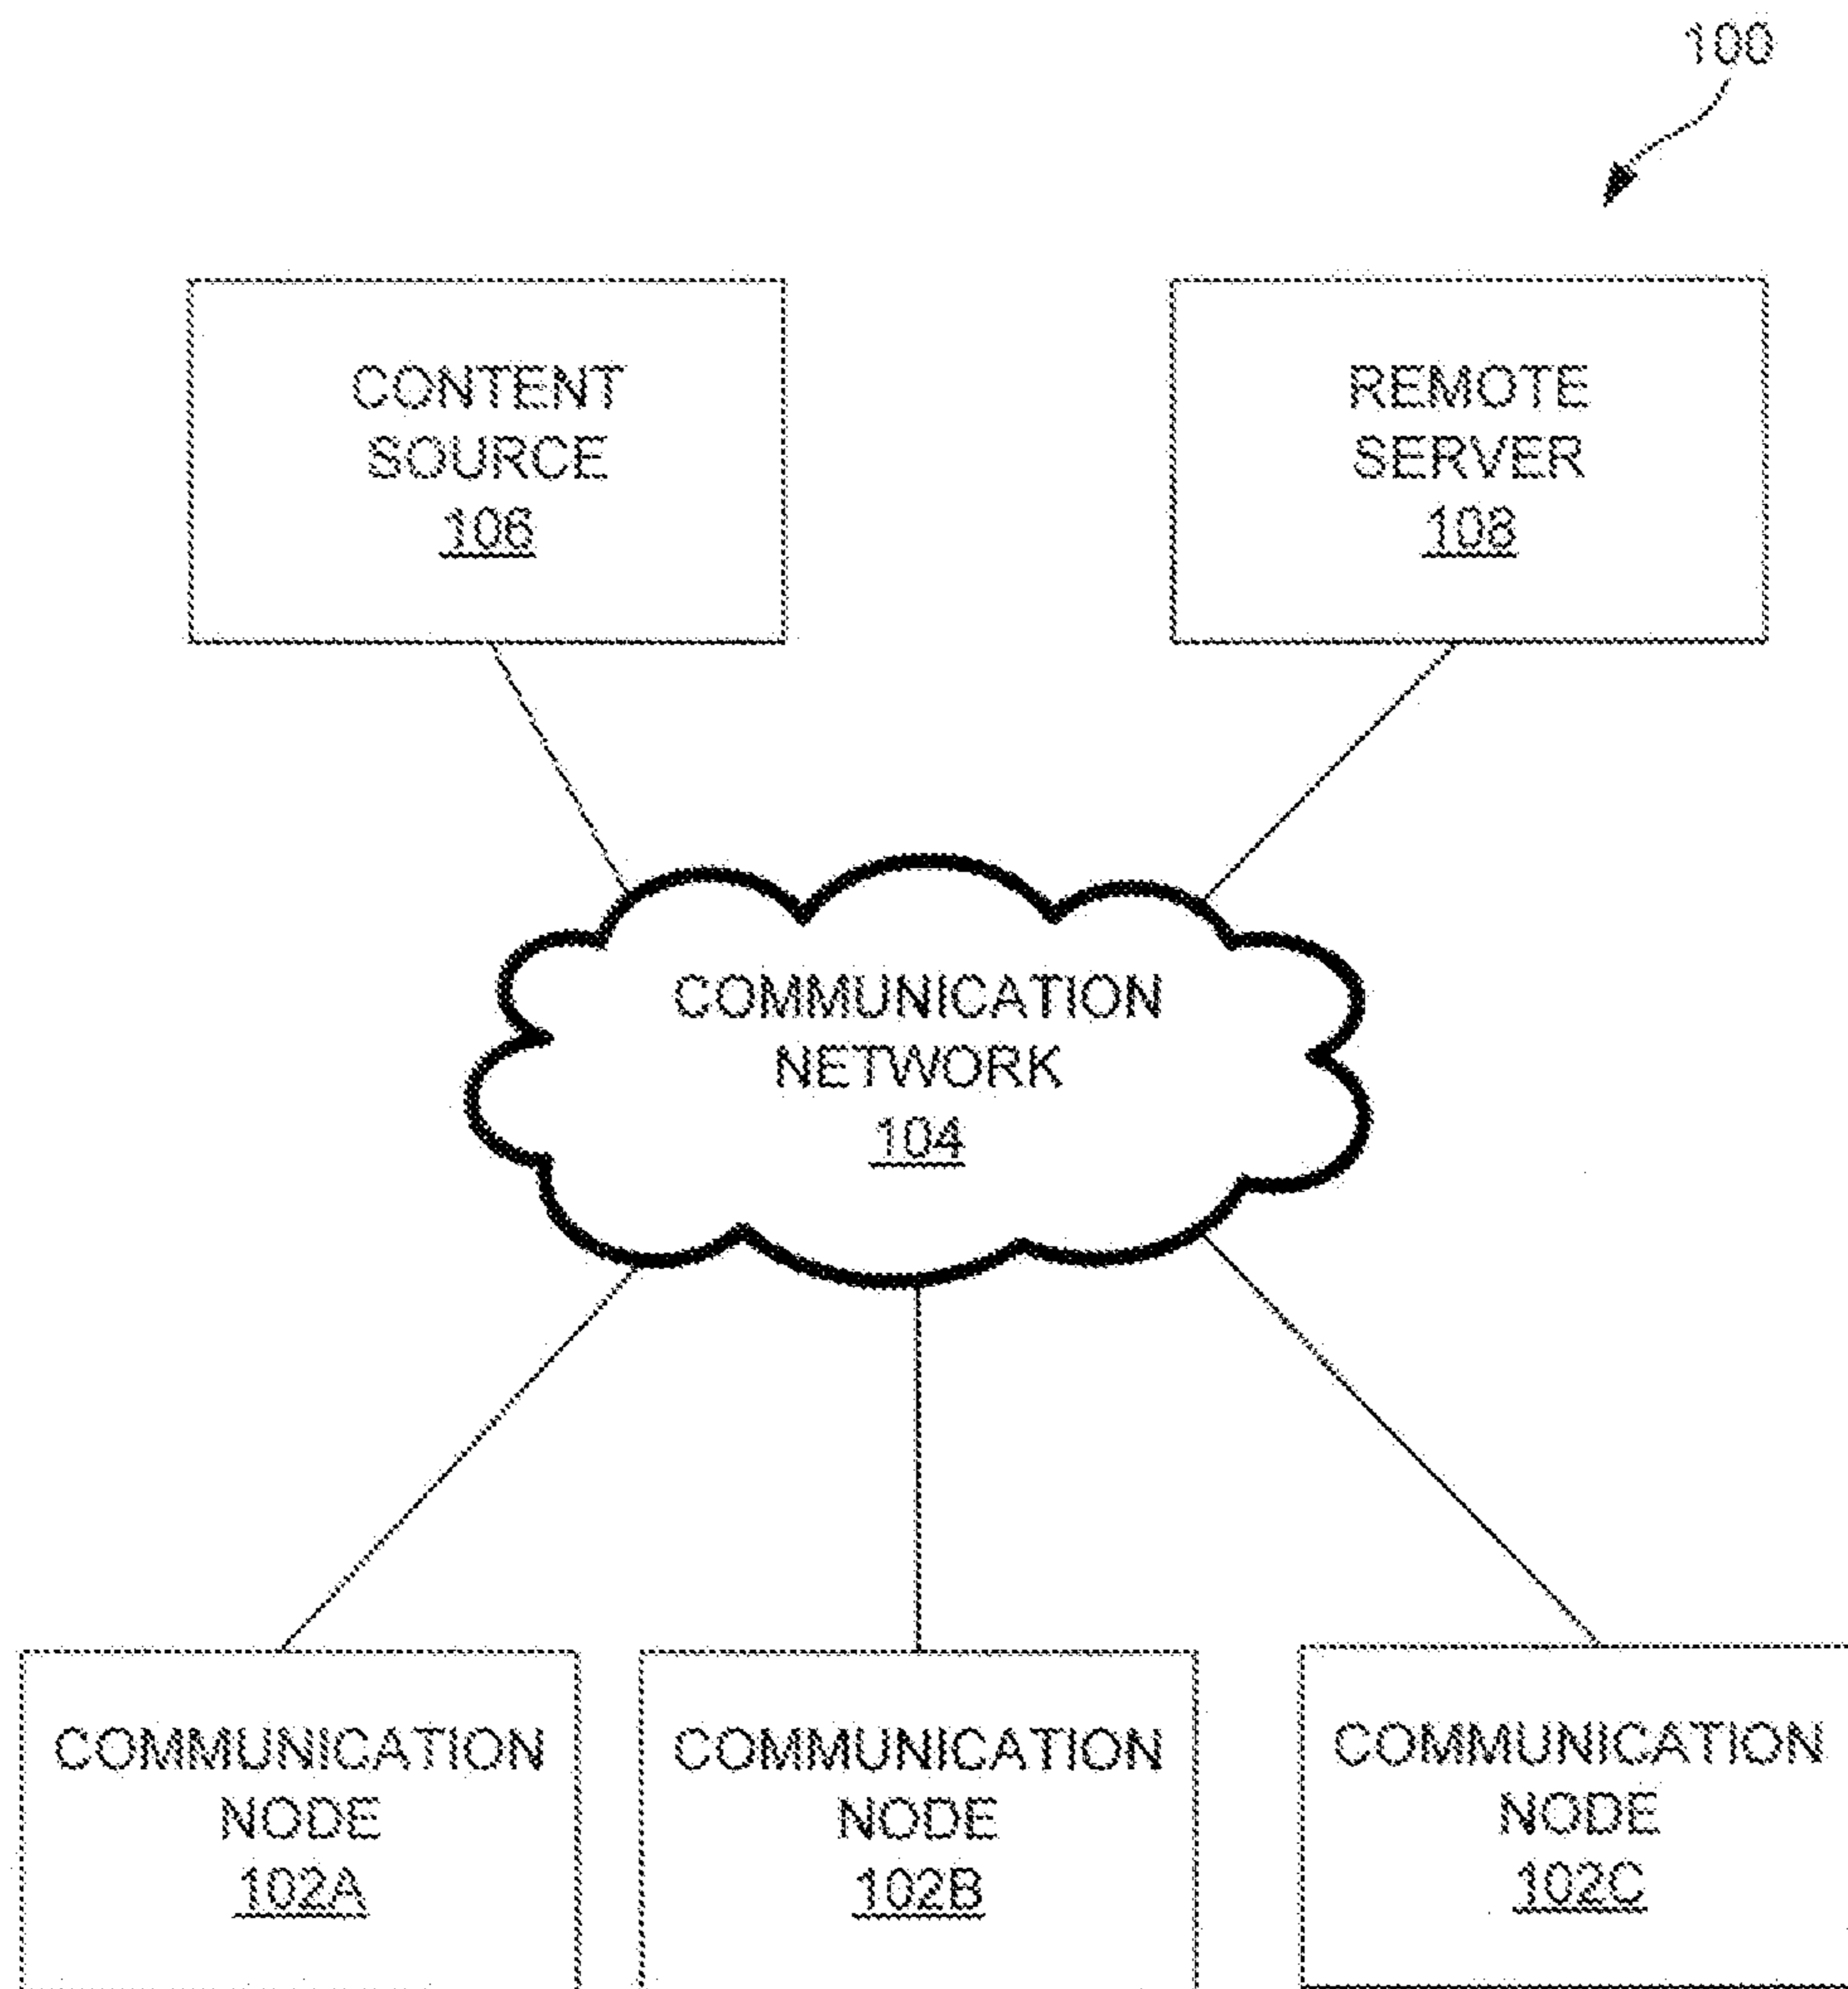 100
CONTENT
SOURCE
106
REMOTE
SERVER
108
COMMUNICATION
NETWORK
104
COMMUNICATION
NODE
102A
COMMUNICATION
NODE
102B
COMMUNICATION
NODE
102C